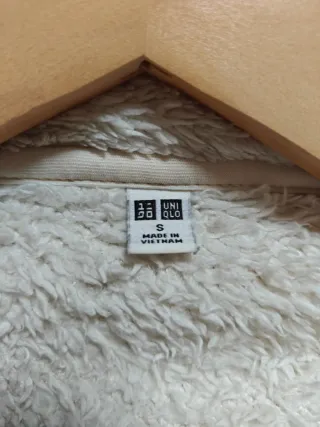 ユニ UNI
クロ QLO
S
MADE IN
VIETNAM